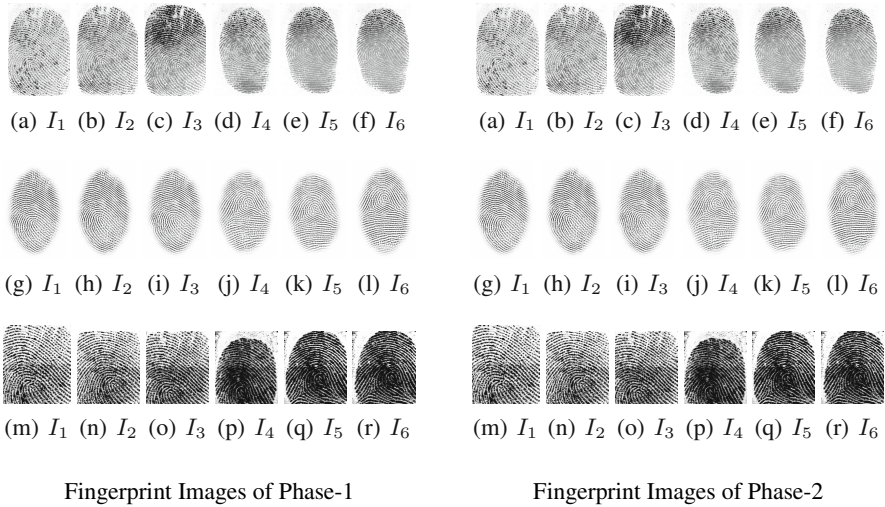 (a) I1 (b) I2 (c) I3 (d) I4 (e) I5 (f) I6
(g) I1 (h) I2 (i) I3 (j) I4 (k) I5 (l) I6
(m) I1 (n) I2 (o) I3 (p) I4 (q) I5 (r) I6
Fingerprint Images of Phase-1
(a) I1 (b) I2 (c) I3 (d) I4 (e) I5 (f) I6
(g) I1 (h) I2 (i) I3 (j) I4 (k) I5 (l) I6
(m) I1 (n) I2 (o) I3 (p) I4 (q) I5 (r) I6
Fingerprint Images of Phase-2